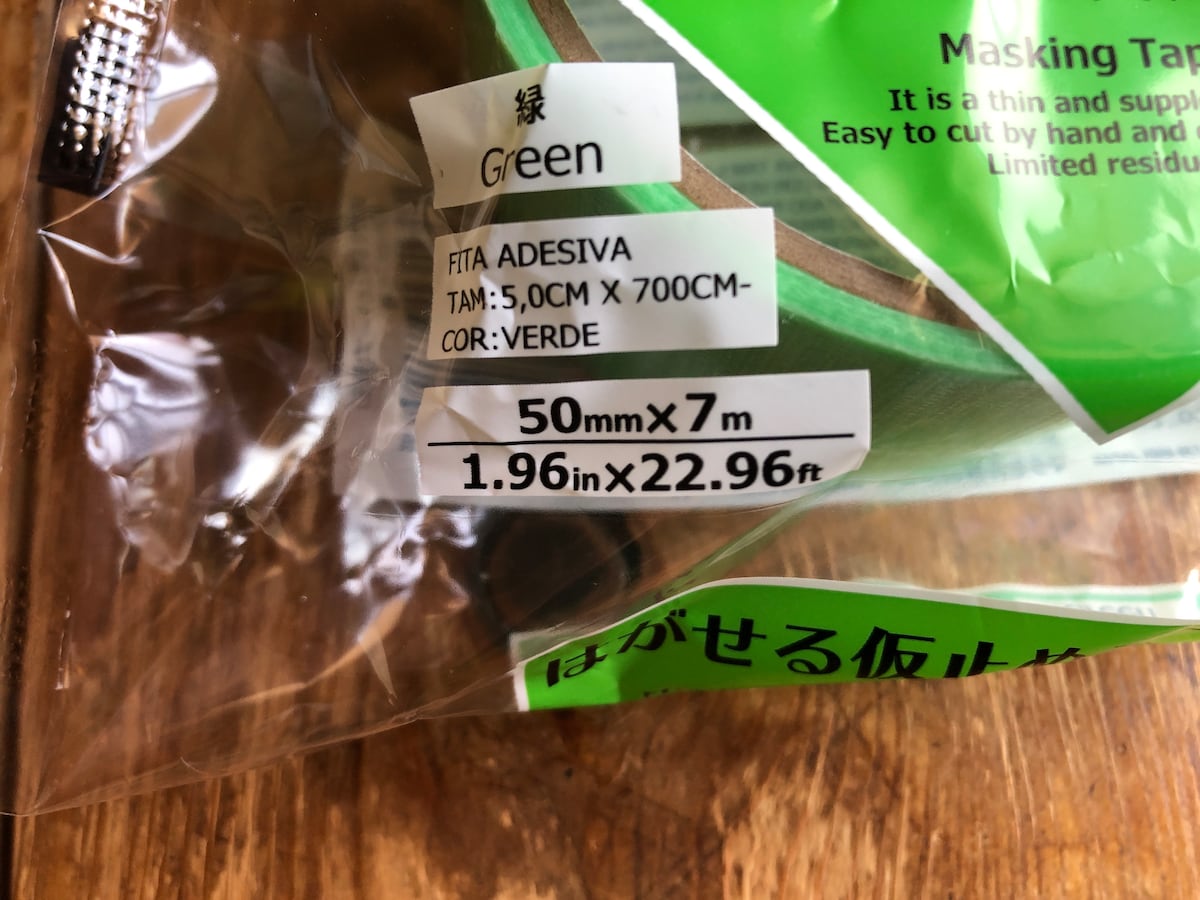 Masking Tap
It is a thin and suppl
Easy to cut by hand and
Limited residu
緑
Green
FITA ADESIVA
TAM:5,0CM X 700CM-
COR:VERDE
50mm×7m
1.96in×22.96ft
はがせる仮止め